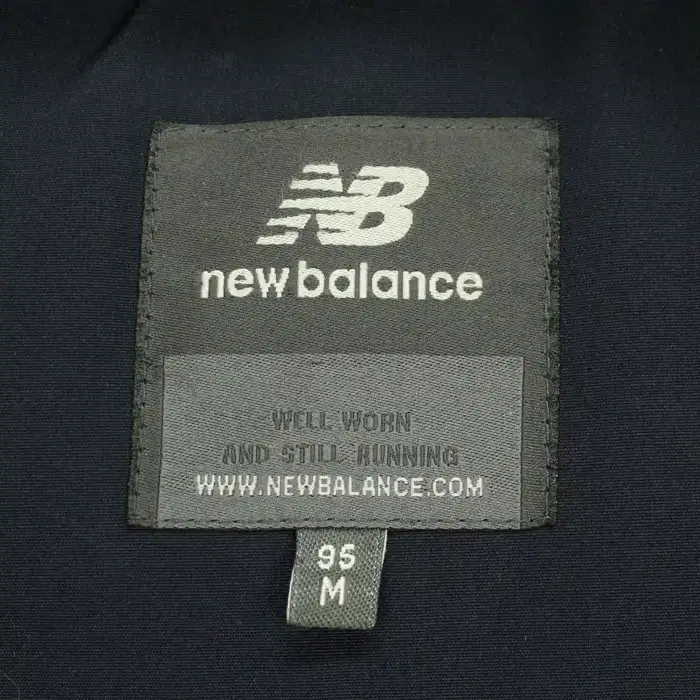 NB
new balance
WELL WORN
AND STILL RUNNING
WWW.NEWBALANCE.COM
95
M